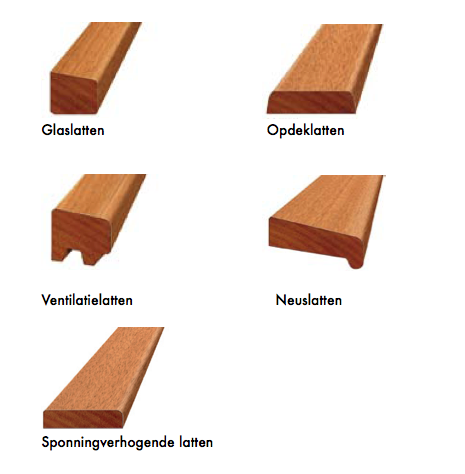 Glaslatten
Opdeklatten
Ventilatielatten
Neuslatten
Sponningverhogende latten